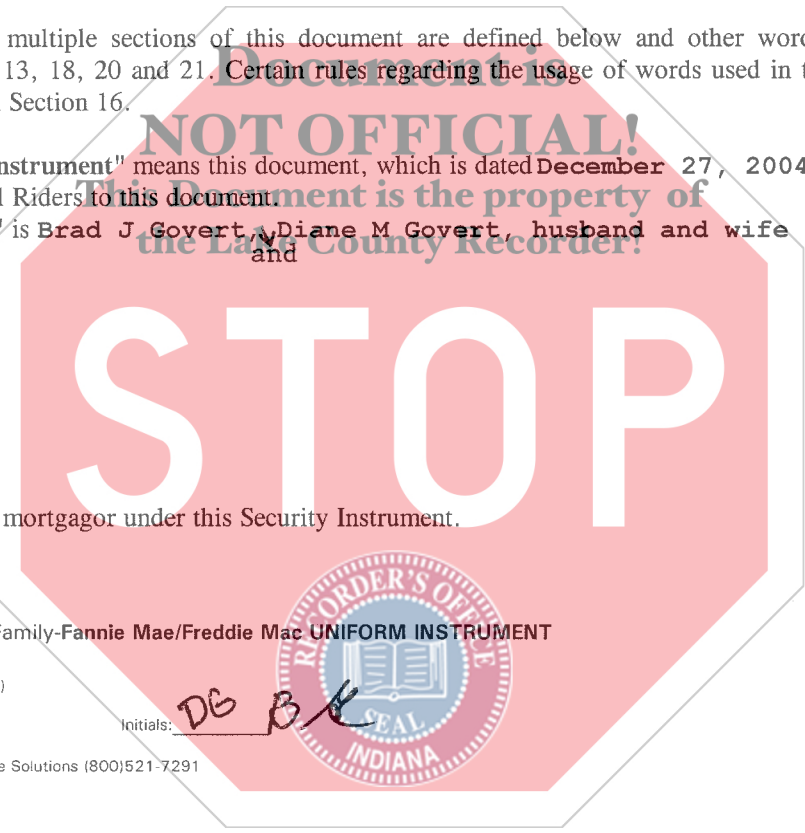 multiple sections of this document are defined below and other word
13, 18, 20 and 21. Certain rules regarding the usage of words used in t
Section 16.
Document is
NOT OFFICIAL!
This Document is the property of
the Lake County Recorder!
nstrument" means this document, which is dated December 27, 2004
l Riders to this document.
" is Brad J Govert, Diane M Govert, husband and wife
and
STOP
mortgagor under this Security Instrument.
Family-Fannie Mae/Freddie Mac UNIFORM INSTRUMENT
)
Initials: DG BG
e Solutions (800)521-7291
RECORDER'S OFFICE
SEAL
INDIANA